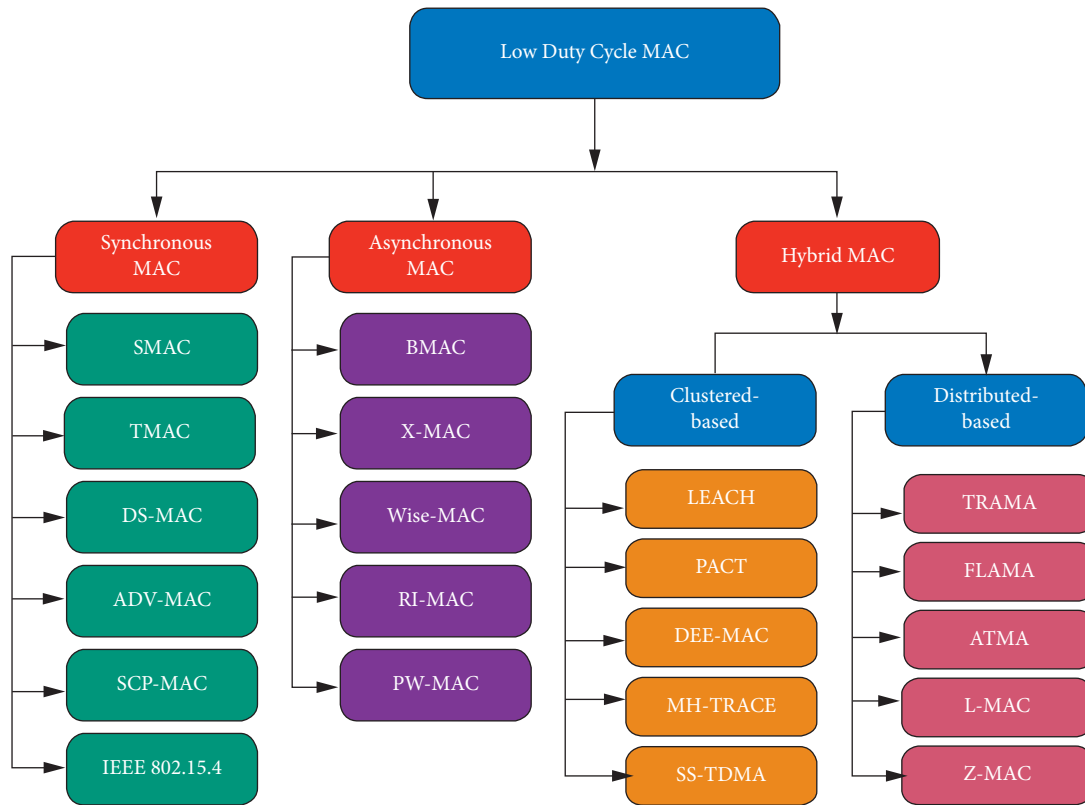 Low Duty Cycle MAC
Synchronous
MAC
Asynchronous
MAC
Hybrid MAC
SMAC
TMAC
DS-MAC
ADV-MAC
SCP-MAC
IEEE 802.15.4
BMAC
X-MAC
Wise-MAC
RI-MAC
PW-MAC
Clustered-
based
Distributed-
based
LEACH
PACT
DEE-MAC
MH-TRACE
SS-TDMA
TRAMA
FLAMA
ATMA
L-MAC
Z-MAC